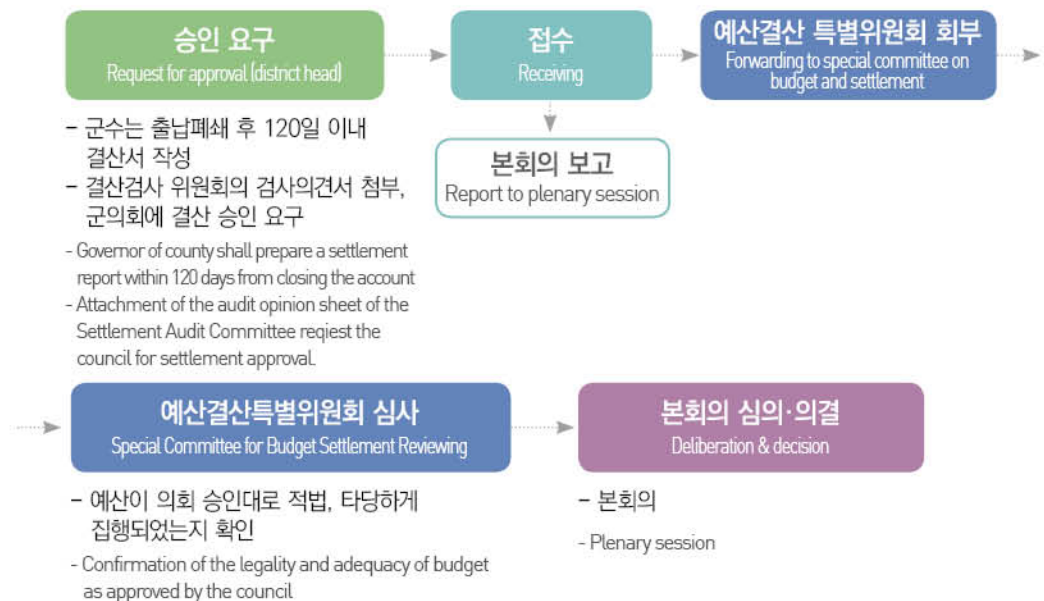 승인 요구
Request for approval (district head)
접수
Receiving
예산결산 특별위원회 회부
Forwarding to special committee on
budget and settlement
- 군수는 출납폐쇄 후 120일 이내
결산서 작성
- 결산검사 위원회의 검사의견서 첨부,
군의회에 결산 승인 요구
- Governor of county shall prepare a settlement
report within 120 days from closing the account
- Attachment of the audit opinion sheet of the
Settlement Audit Committee reqiest the
council for settlement approval.
본회의 보고
Report to plenary session
예산결산특별위원회 심사
Special Committee for Budget Settlement Reviewing
본회의 심의·의결
Deliberation & decision
- 예산이 의회 승인대로 적법, 타당하게
집행되었는지 확인
- Confirmation of the legality and adequacy of budget
as approved by the council
- 본회의
- Plenary session